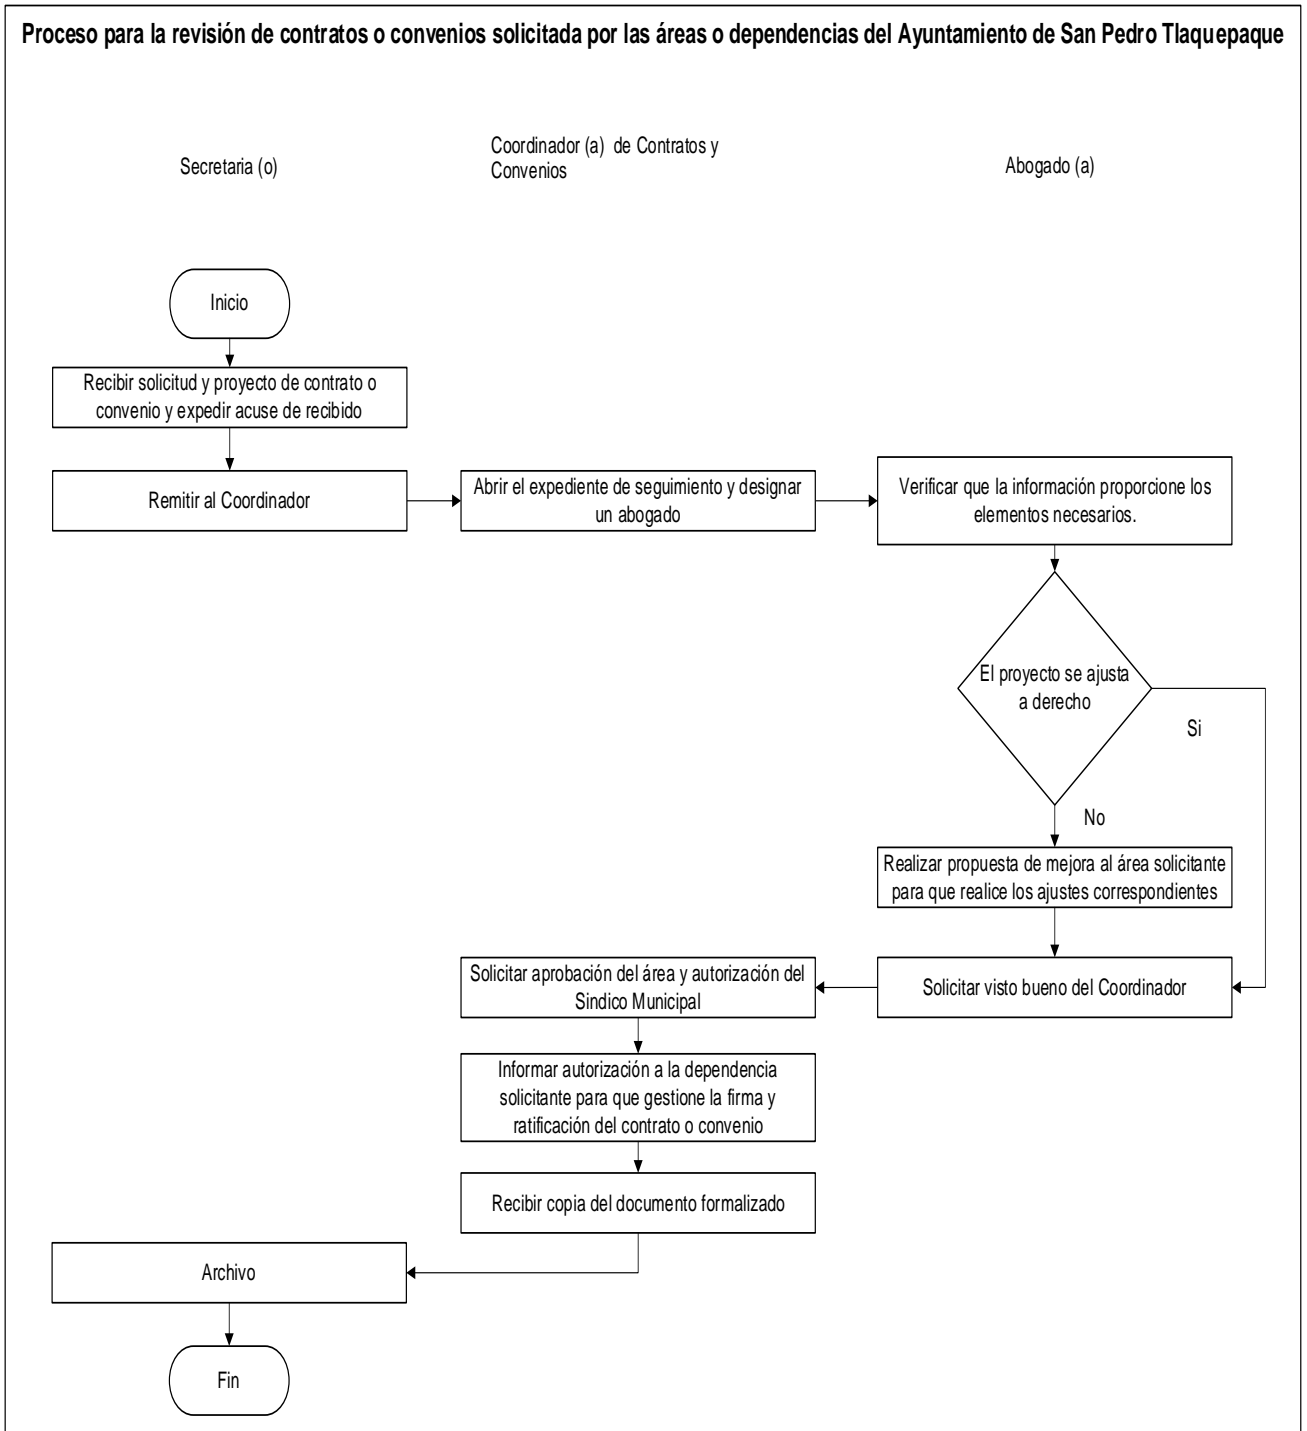 Proceso para la revisión de contratos o convenios solicitada por las áreas o dependencias del Ayuntamiento de San Pedro Tlaquepaque
Secretaria (o)
Coordinador (a) de Contratos y
Convenios
Abogado (a)
Inicio
Recibir solicitud y proyecto de contrato o
convenio y expedir acuse de recibido
Remitir al Coordinador
Abrir el expediente de seguimiento y designar
un abogado
Verificar que la información proporcione los
elementos necesarios.
El proyecto se ajusta
a derecho
Si
No
Realizar propuesta de mejora al área solicitante
para que realice los ajustes correspondientes
Solicitar visto bueno del Coordinador
Solicitar aprobación del área y autorización del
Sindico Municipal
Informar autorización a la dependencia
solicitante para que gestione la firma y
ratificación del contrato o convenio
Recibir copia del documento formalizado
Archivo
Fin